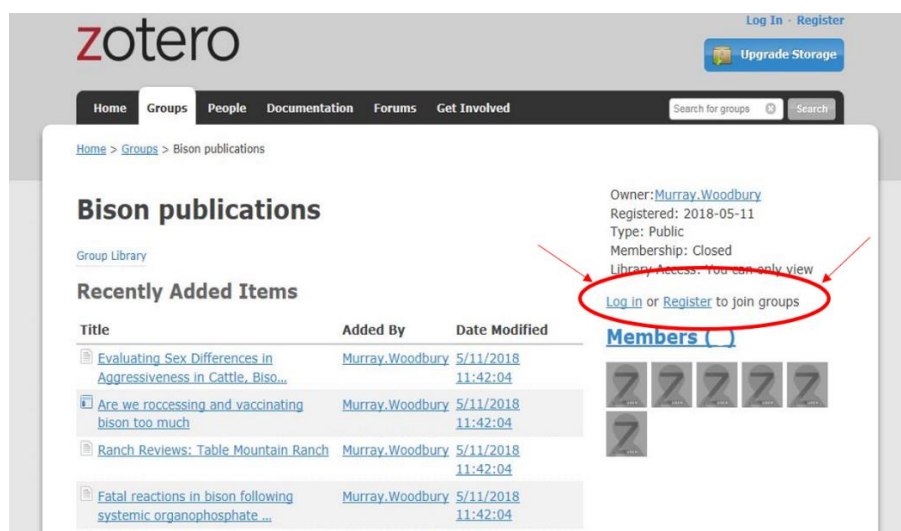 zotero
Log In · Register
Upgrade Storage
Home Groups People Documentation Forums Get Involved
Search for groups
Search
Home > Groups > Bison publications
Bison publications
Group Library
Recently Added Items
Title Added By Date Modified
Evaluating Sex Differences in
Aggressiveness in Cattle, Biso...
Murray.Woodbury
5/11/2018
11:42:04
Are we roccessing and vaccinating
bison too much
Murray.Woodbury
5/11/2018
11:42:04
Ranch Reviews: Table Mountain Ranch
Murray.Woodbury
5/11/2018
11:42:04
Fatal reactions in bison following
systemic organophosphate ...
Murray.Woodbury
5/11/2018
11:42:04
Owner:Murray.Woodbury
Registered: 2018-05-11
Type: Public
Membership: Closed
Library Access: You can only view
Log in or Register to join groups
Members (_)